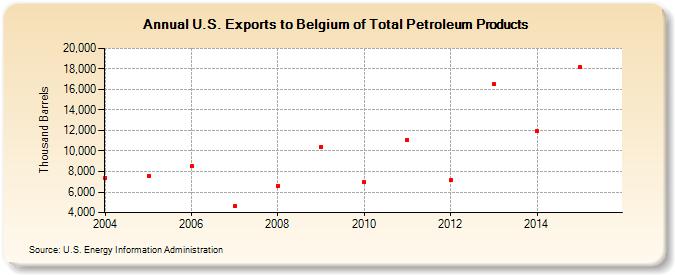 Annual U.S. Exports to Belgium of Total Petroleum Products
Thousand Barrels
20,000
18,000
16,000
14,000
12,000
10,000
8,000
6,000
4,000
2004 2006 2008 2010 2012 2014
Source: U.S. Energy Information Administration